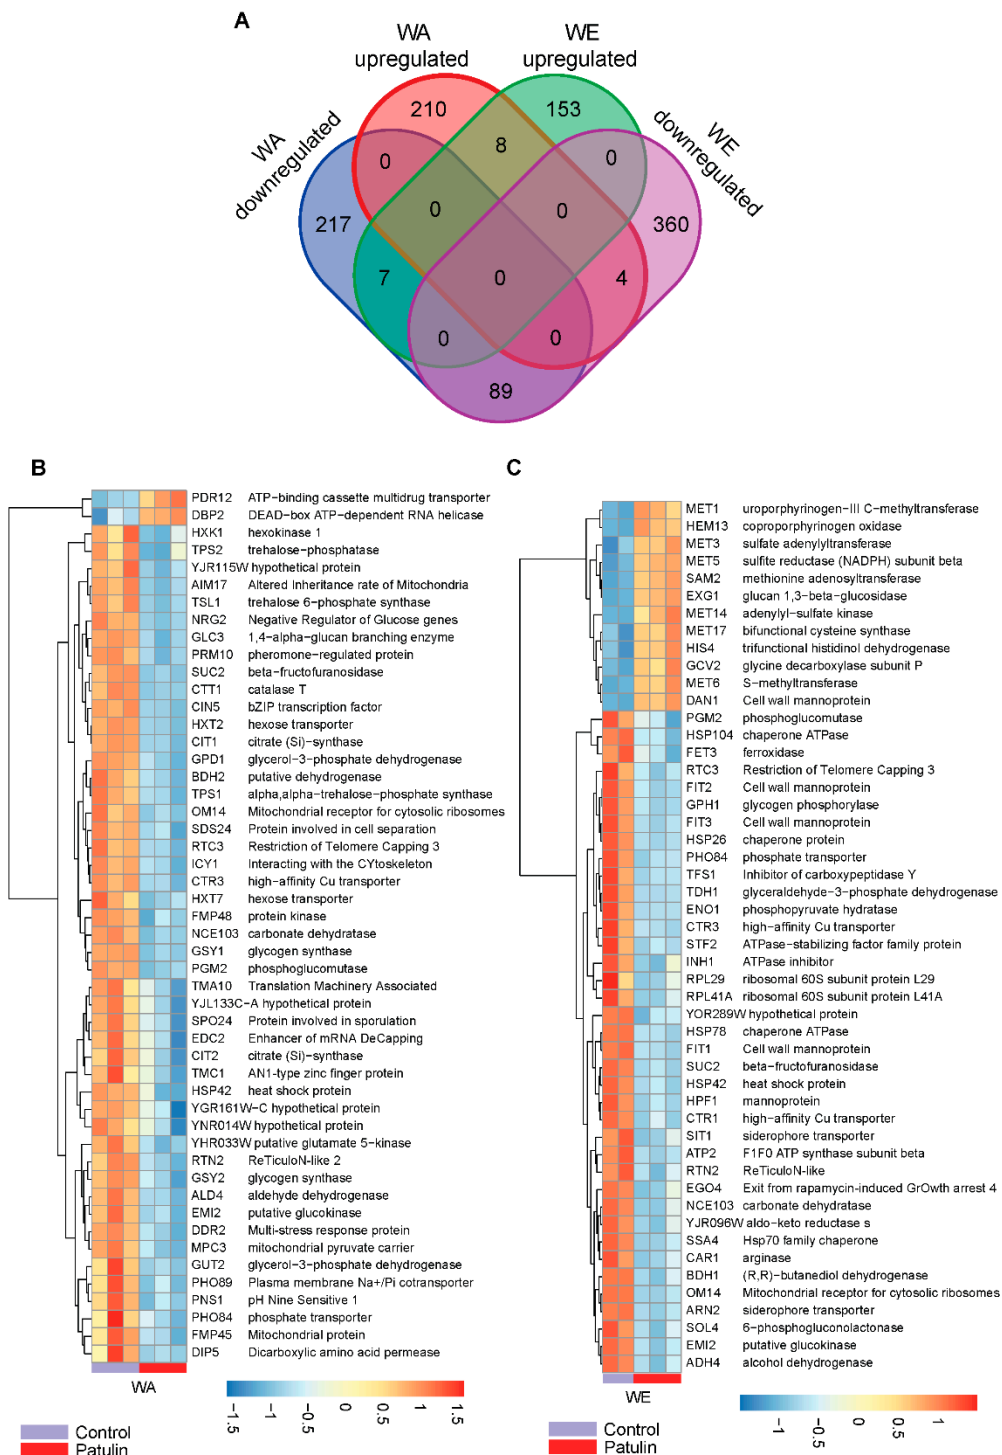 A
WA
upregulated
WE
upregulated
WA
downregulated
WE
downregulated
210
153
0
8
0
217
0
0
360
7
0
4
0
0
89
B
PDR12 ATP-binding cassette multidrug transporter
DBP2 DEAD-box ATP-dependent RNA helicase
HXK1 hexokinase 1
TPS2 trehalose-phosphatase
YJR115W hypothetical protein
AIM17 Altered Inheritance rate of Mitochondria
TSL1 trehalose 6-phosphate synthase
NRG2 Negative Regulator of Glucose genes
GLC3 1,4-alpha-glucan branching enzyme
PRM10 pheromone-regulated protein
SUC2 beta-fructofuranosidase
CTT1 catalase T
CIN5 bZIP transcription factor
HXT2 hexose transporter
CIT1 citrate (Si)-synthase
GPD1 glycerol-3-phosphate dehydrogenase
BDH2 putative dehydrogenase
TPS1 alpha,alpha-trehalose-phosphate synthase
OM14 Mitochondrial receptor for cytosolic ribosomes
SDS24 Protein involved in cell separation
RTC3 Restriction of Telomere Capping 3
ICY1 Interacting with the CYtoskeleton
CTR3 high-affinity Cu transporter
HXT7 hexose transporter
FMP48 protein kinase
NCE103 carbonate dehydratase
GSY1 glycogen synthase
PGM2 phosphoglucomutase
TMA10 Translation Machinery Associated
YJL133C-A hypothetical protein
SPO24 Protein involved in sporulation
EDC2 Enhancer of mRNA DeCapping
CIT2 citrate (Si)-synthase
TMC1 AN1-type zinc finger protein
HSP42 heat shock protein
YGR161W-C hypothetical protein
YNR014W hypothetical protein
YHR033W putative glutamate 5-kinase
RTN2 ReTiculoN-like 2
GSY2 glycogen synthase
ALD4 aldehyde dehydrogenase
EMI2 putative glucokinase
DDR2 Multi-stress response protein
MPC3 mitochondrial pyruvate carrier
GUT2 glycerol-3-phosphate dehydrogenase
PHO89 Plasma membrane Na+/Pi cotransporter
PNS1 pH Nine Sensitive 1
PHO84 phosphate transporter
FMP45 Mitochondrial protein
DIP5 Dicarboxylic amino acid permease
WA
-1.5
-0.5
0
0.5
1.5
Control
Patulin
C
MET1 uroporphyrinogen-III C-methyltransferase
HEM13 coproporphyrinogen oxidase
MET3 sulfate adenylyltransferase
MET5 sulfite reductase (NADPH) subunit beta
SAM2 methionine adenosyltransferase
EXG1 glucan 1,3-beta-glucosidase
MET14 adenylyl-sulfate kinase
MET17 bifunctional cysteine synthase
HIS4 trifunctional histidinol dehydrogenase
GCV2 glycine decarboxylase subunit P
MET6 S-methyltransferase
DAN1 Cell wall mannoprotein
PGM2 phosphoglucomutase
HSP104 chaperone ATPase
FET3 ferroxidase
RTC3 Restriction of Telomere Capping 3
FIT2 Cell wall mannoprotein
GPH1 glycogen phosphorylase
FIT3 Cell wall mannoprotein
HSP26 chaperone protein
PHO84 phosphate transporter
TFS1 Inhibitor of carboxypeptidase Y
TDH1 glyceraldehyde-3-phosphate dehydrogenase
ENO1 phosphopyruvate hydratase
CTR3 high-affinity Cu transporter
STF2 ATPase-stabilizing factor family protein
INH1 ATPase inhibitor
RPL29 ribosomal 60S subunit protein L29
RPL41A ribosomal 60S subunit protein L41A
YOR289W hypothetical protein
HSP78 chaperone ATPase
FIT1 Cell wall mannoprotein
SUC2 beta-fructofuranosidase
HSP42 heat shock protein
HPF1 mannoprotein
CTR1 high-affinity Cu transporter
SIT1 siderophore transporter
ATP2 F1F0 ATP synthase subunit beta
RTN2 ReTiculoN-like
EGO4 Exit from rapamycin-induced GrOwth arrest 4
NCE103 carbonate dehydratase
YJR096W aldo-keto reductase s
SSA4 Hsp70 family chaperone
CAR1 arginase
BDH1 (R,R)-butanediol dehydrogenase
OM14 Mitochondrial receptor for cytosolic ribosomes
ARN2 siderophore transporter
SOL4 6-phosphogluconolactonase
EMI2 putative glucokinase
ADH4 alcohol dehydrogenase
WE
-1
-0.5
0
0.5
1
Control
Patulin